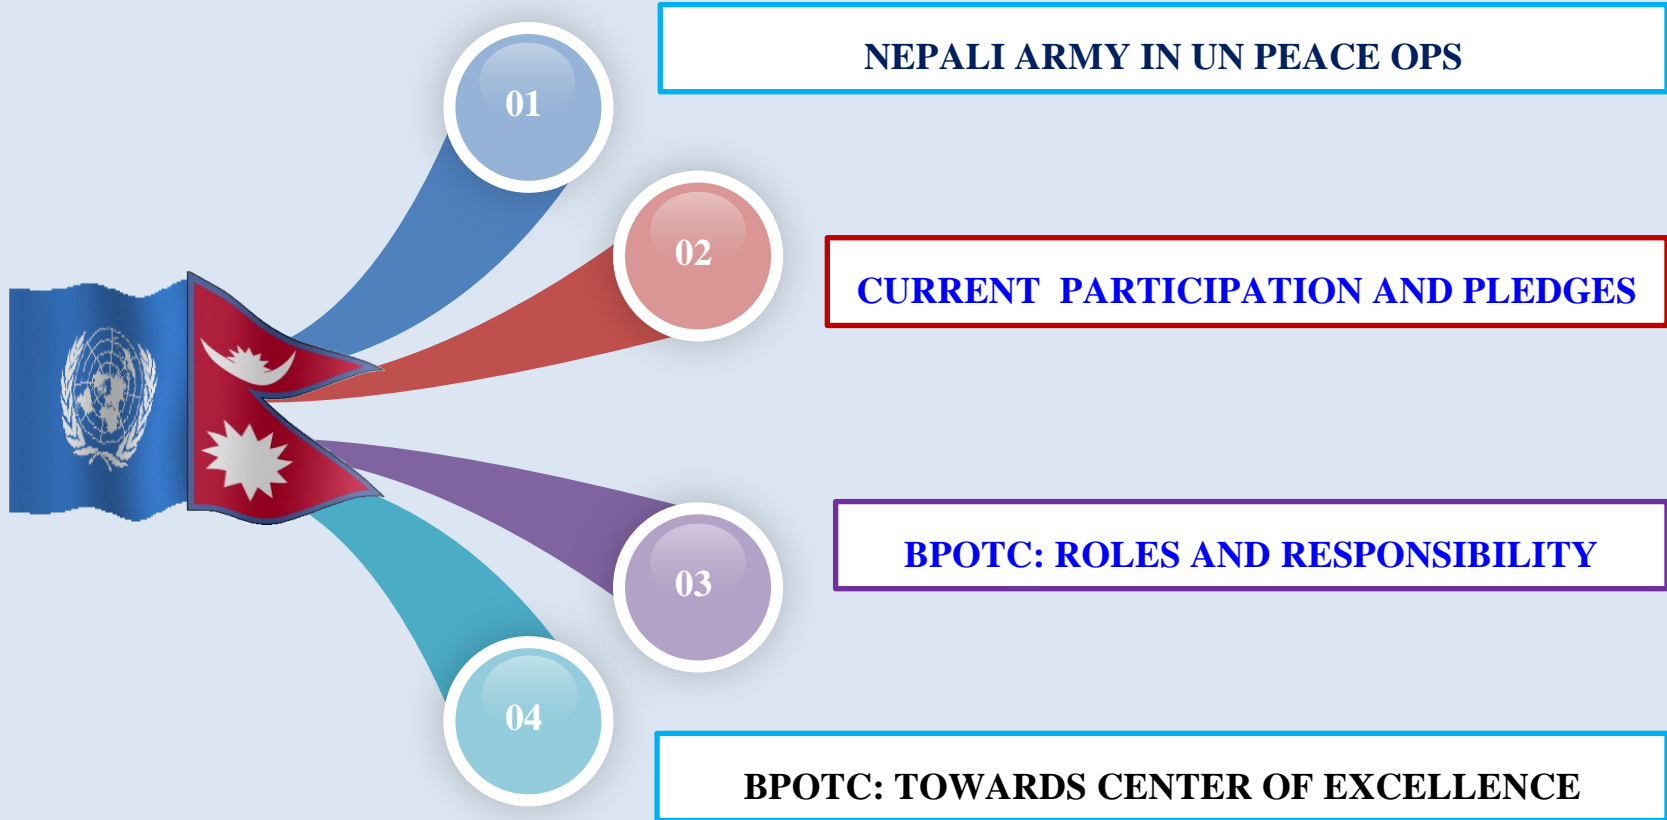 01
NEPALI ARMY IN UN PEACE OPS
02
CURRENT PARTICIPATION AND PLEDGES
03
BPOTC: ROLES AND RESPONSIBILITY
04
BPOTC: TOWARDS CENTER OF EXCELLENCE